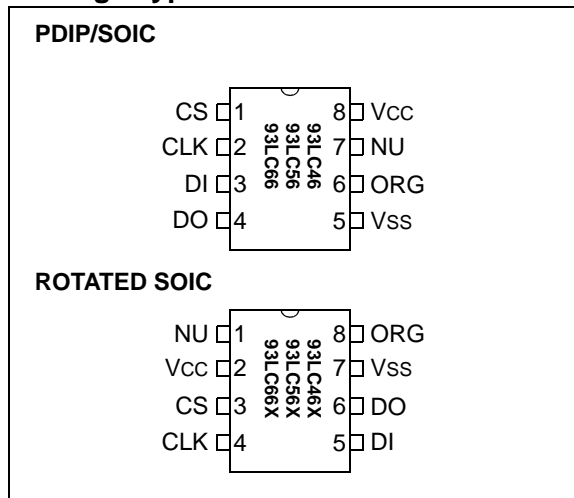 PDIP/SOIC
CS 1 8 Vcc
CLK 2 7 NU
DI 3 6 ORG
DO 4 5 Vss
93LC46
93LC56
93LC66
ROTATED SOIC
NU 1 8 ORG
Vcc 2 7 Vss
CS 3 6 DO
CLK 4 5 DI
93LC46X
93LC56X
93LC66X